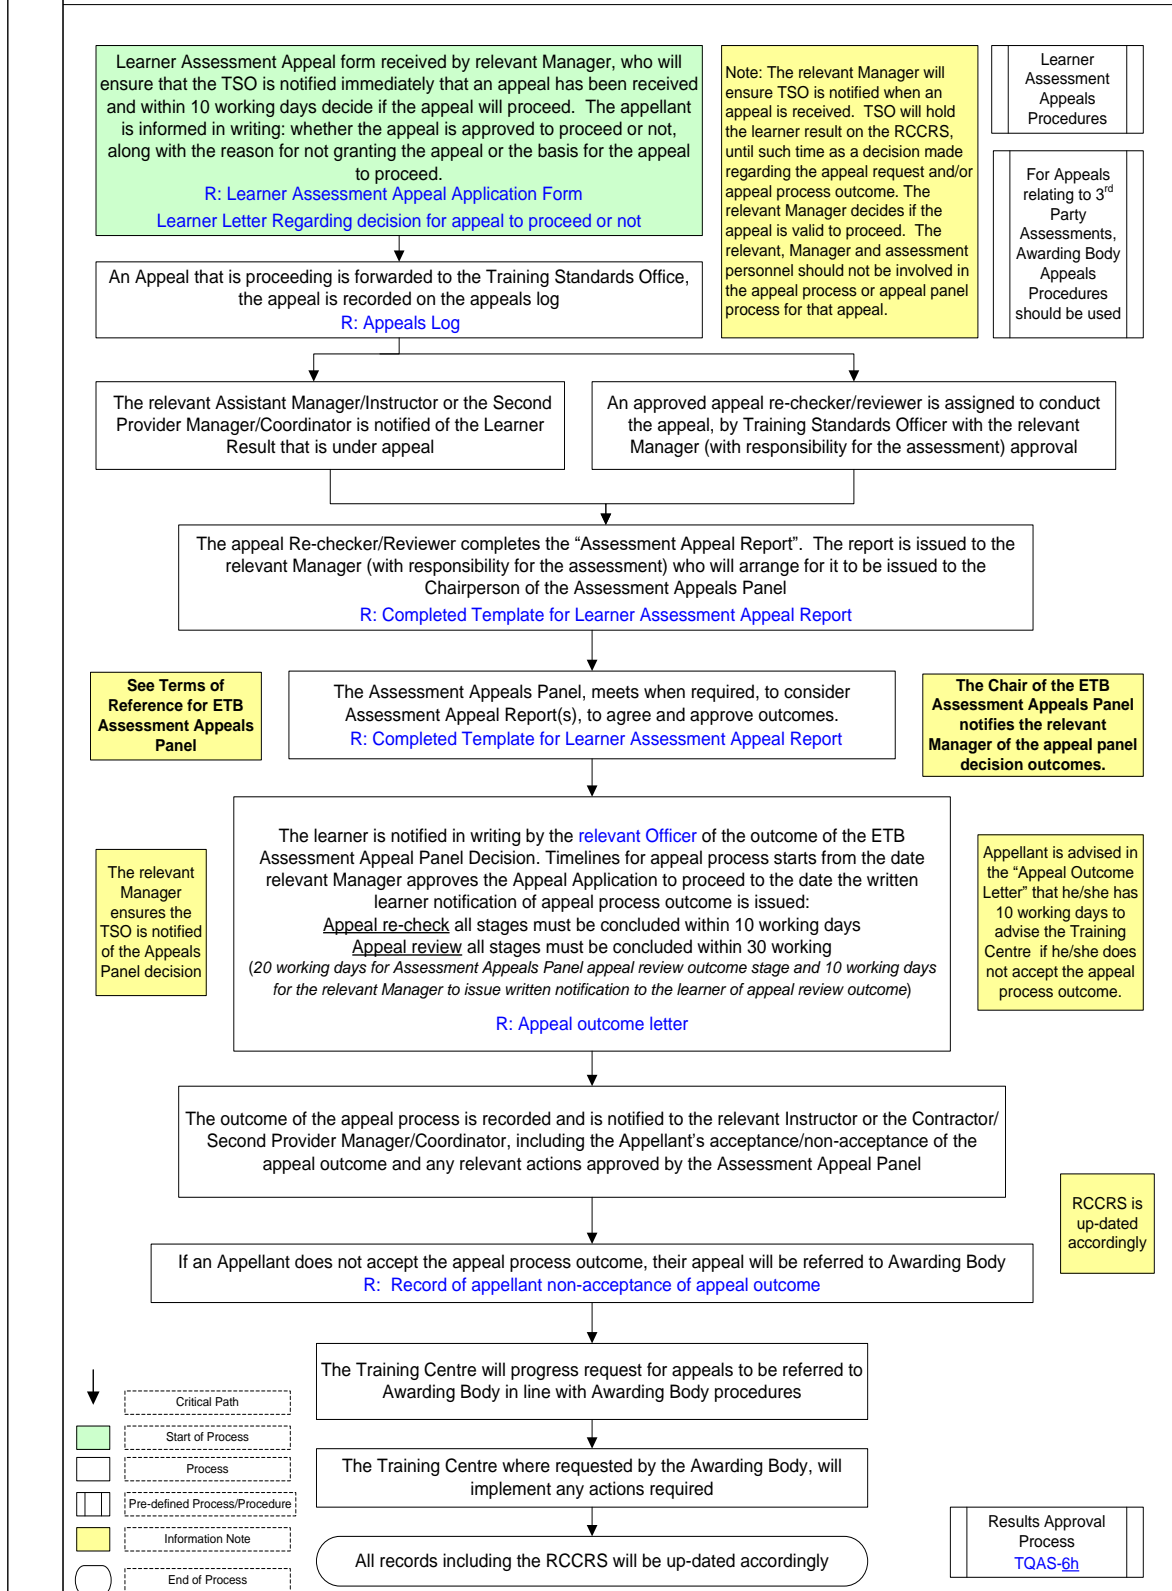 Learner Assessment Appeal form received by relevant Manager, who will
ensure that the TSO is notified immediately that an appeal has been received
and within 10 working days decide if the appeal will proceed. The appellant
is informed in writing: whether the appeal is approved to proceed or not,
along with the reason for not granting the appeal or the basis for the appeal
to proceed.
R: Learner Assessment Appeal Application Form
Learner Letter Regarding decision for appeal to proceed or not
Note: The relevant Manager will
ensure TSO is notified when an
appeal is received. TSO will hold
the learner result on the RCCRS,
until such time as a decision made
regarding the appeal request and/or
appeal process outcome. The
relevant Manager decides if the
appeal is valid to proceed. The
relevant, Manager and assessment
personnel should not be involved in
the appeal process or appeal panel
process for that appeal.
Learner
Assessment
Appeals
Procedures
For Appeals
relating to 3rd
Party
Assessments,
Awarding Body
Appeals
Procedures
should be used
An Appeal that is proceeding is forwarded to the Training Standards Office,
the appeal is recorded on the appeals log
R: Appeals Log
The relevant Assistant Manager/Instructor or the Second
Provider Manager/Coordinator is notified of the Learner
Result that is under appeal
An approved appeal re-checker/reviewer is assigned to conduct
the appeal, by Training Standards Officer with the relevant
Manager (with responsibility for the assessment) approval
The appeal Re-checker/Reviewer completes the “Assessment Appeal Report”. The report is issued to the
relevant Manager (with responsibility for the assessment) who will arrange for it to be issued to the
Chairperson of the Assessment Appeals Panel
R: Completed Template for Learner Assessment Appeal Report
See Terms of
Reference for ETB
Assessment Appeals
Panel
The Assessment Appeals Panel, meets when required, to consider
Assessment Appeal Report(s), to agree and approve outcomes.
R: Completed Template for Learner Assessment Appeal Report
The Chair of the ETB
Assessment Appeals Panel
notifies the relevant
Manager of the appeal panel
decision outcomes.
The relevant
Manager
ensures the
TSO is notified
of the Appeals
Panel decision
The learner is notified in writing by the relevant Officer of the outcome of the ETB
Assessment Appeal Panel Decision. Timelines for appeal process starts from the date
relevant Manager approves the Appeal Application to proceed to the date the written
learner notification of appeal process outcome is issued:
Appeal re-check all stages must be concluded within 10 working days
Appeal review all stages must be concluded within 30 working
(20 working days for Assessment Appeals Panel appeal review outcome stage and 10 working days
for the relevant Manager to issue written notification to the learner of appeal review outcome)
R: Appeal outcome letter
Appellant is advised in
the “Appeal Outcome
Letter” that he/she has
10 working days to
advise the Training
Centre if he/she does
not accept the appeal
process outcome.
The outcome of the appeal process is recorded and is notified to the relevant Instructor or the Contractor/
Second Provider Manager/Coordinator, including the Appellant’s acceptance/non-acceptance of the
appeal outcome and any relevant actions approved by the Assessment Appeal Panel
RCCRS is
up-dated
accordingly
If an Appellant does not accept the appeal process outcome, their appeal will be referred to Awarding Body
R: Record of appellant non-acceptance of appeal outcome
The Training Centre will progress request for appeals to be referred to
Awarding Body in line with Awarding Body procedures
The Training Centre where requested by the Awarding Body, will
implement any actions required
All records including the RCCRS will be up-dated accordingly
Critical Path
Start of Process
Process
Pre-defined Process/Procedure
Information Note
End of Process
Results Approval
Process
TQAS-6h